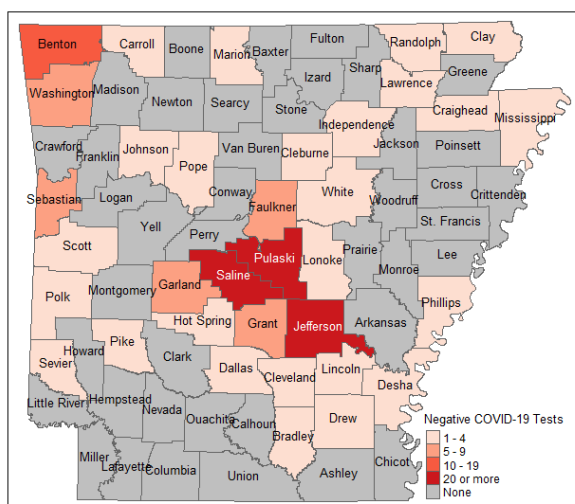 Benton
Carroll
Boone
Marion
Baxter
Fulton
Randolph
Clay
Sharp
Izard
Lawrence
Greene
Washington
Madison
Newton
Searcy
Stone
Independence
Craighead
Mississippi
Jackson
Poinsett
Crawford
Franklin
Johnson
Pope
Van Buren
Cleburne
Sebastian
Logan
Conway
Faulkner
White
Woodruff
Cross
Crittenden
St. Francis
Yell
Perry
Scott
Pulaski
Saline
Lonoke
Prairie
Monroe
Lee
Polk
Montgomery
Garland
Hot Spring
Grant
Jefferson
Arkansas
Phillips
Pike
Howard
Sevier
Clark
Dallas
Cleveland
Lincoln
Desha
Little River
Hempstead
Nevada
Ouachita
Calhoun
Bradley
Drew
Miller
Lafayette
Columbia
Union
Ashley
Chicot
Negative COVID-19 Tests
1 - 4
5 - 9
10 - 19
20 or more
None